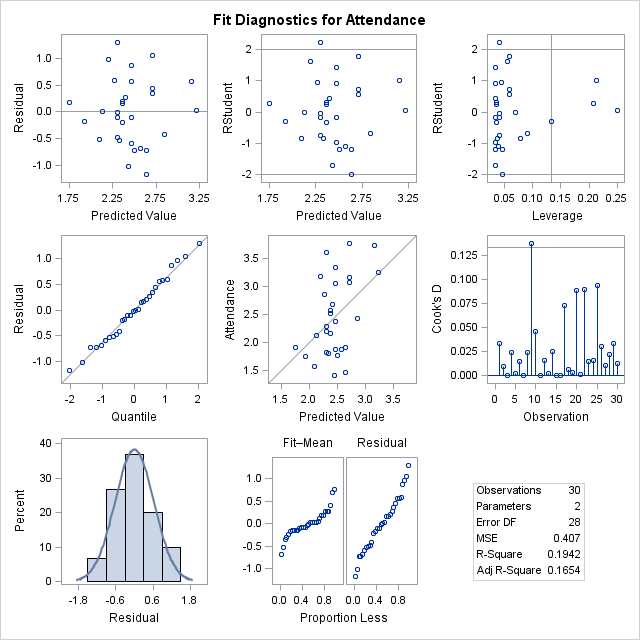 Fit Diagnostics for Attendance
Residual
1.0
0.5
0.0
-0.5
-1.0
1.75 2.25 2.75 3.25
Predicted Value
RStudent
2
1
0
-1
-2
1.75 2.25 2.75 3.25
Predicted Value
RStudent
2
1
0
-1
-2
0.05 0.10 0.15 0.20 0.25
Leverage
Residual
1.0
0.5
0.0
-0.5
-1.0
-2 -1 0 1 2
Quantile
Attendance
3.5
3.0
2.5
2.0
1.5
1.5 2.0 2.5 3.0 3.5
Predicted Value
Cook's D
0.125
0.100
0.075
0.050
0.025
0.000
0 5 10 15 20 25 30
Observation
Percent
40
30
20
10
0
-1.8 -0.6 0.6 1.8
Residual
Fit–Mean Residual
1.0
0.5
0.0
-0.5
-1.0
0.0 0.4 0.8 0.0 0.4 0.8
Proportion Less
Observations 30
Parameters 2
Error DF 28
MSE 0.407
R-Square 0.1942
Adj R-Square 0.1654